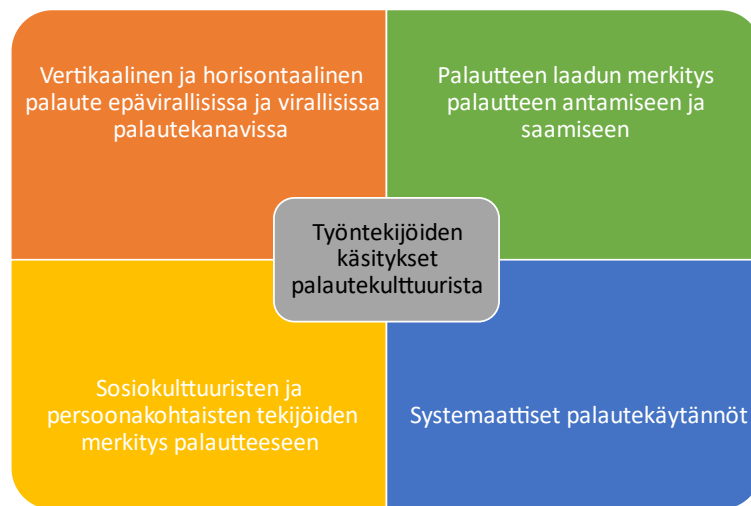 Vertikaalinen ja horisontaalinen
palaute epävirallisissa ja virallisissa
palautekanavissa
Palautteen laadun merkitys
palautteen antamiseen ja
saamiseen
Työntekijöiden
käsitykset
palautekulttuurista
Sosiokulttuuristen ja
persoonakohtaisten tekijöiden
merkitys palautteeseen
Systemaattiset palautekäytännöt